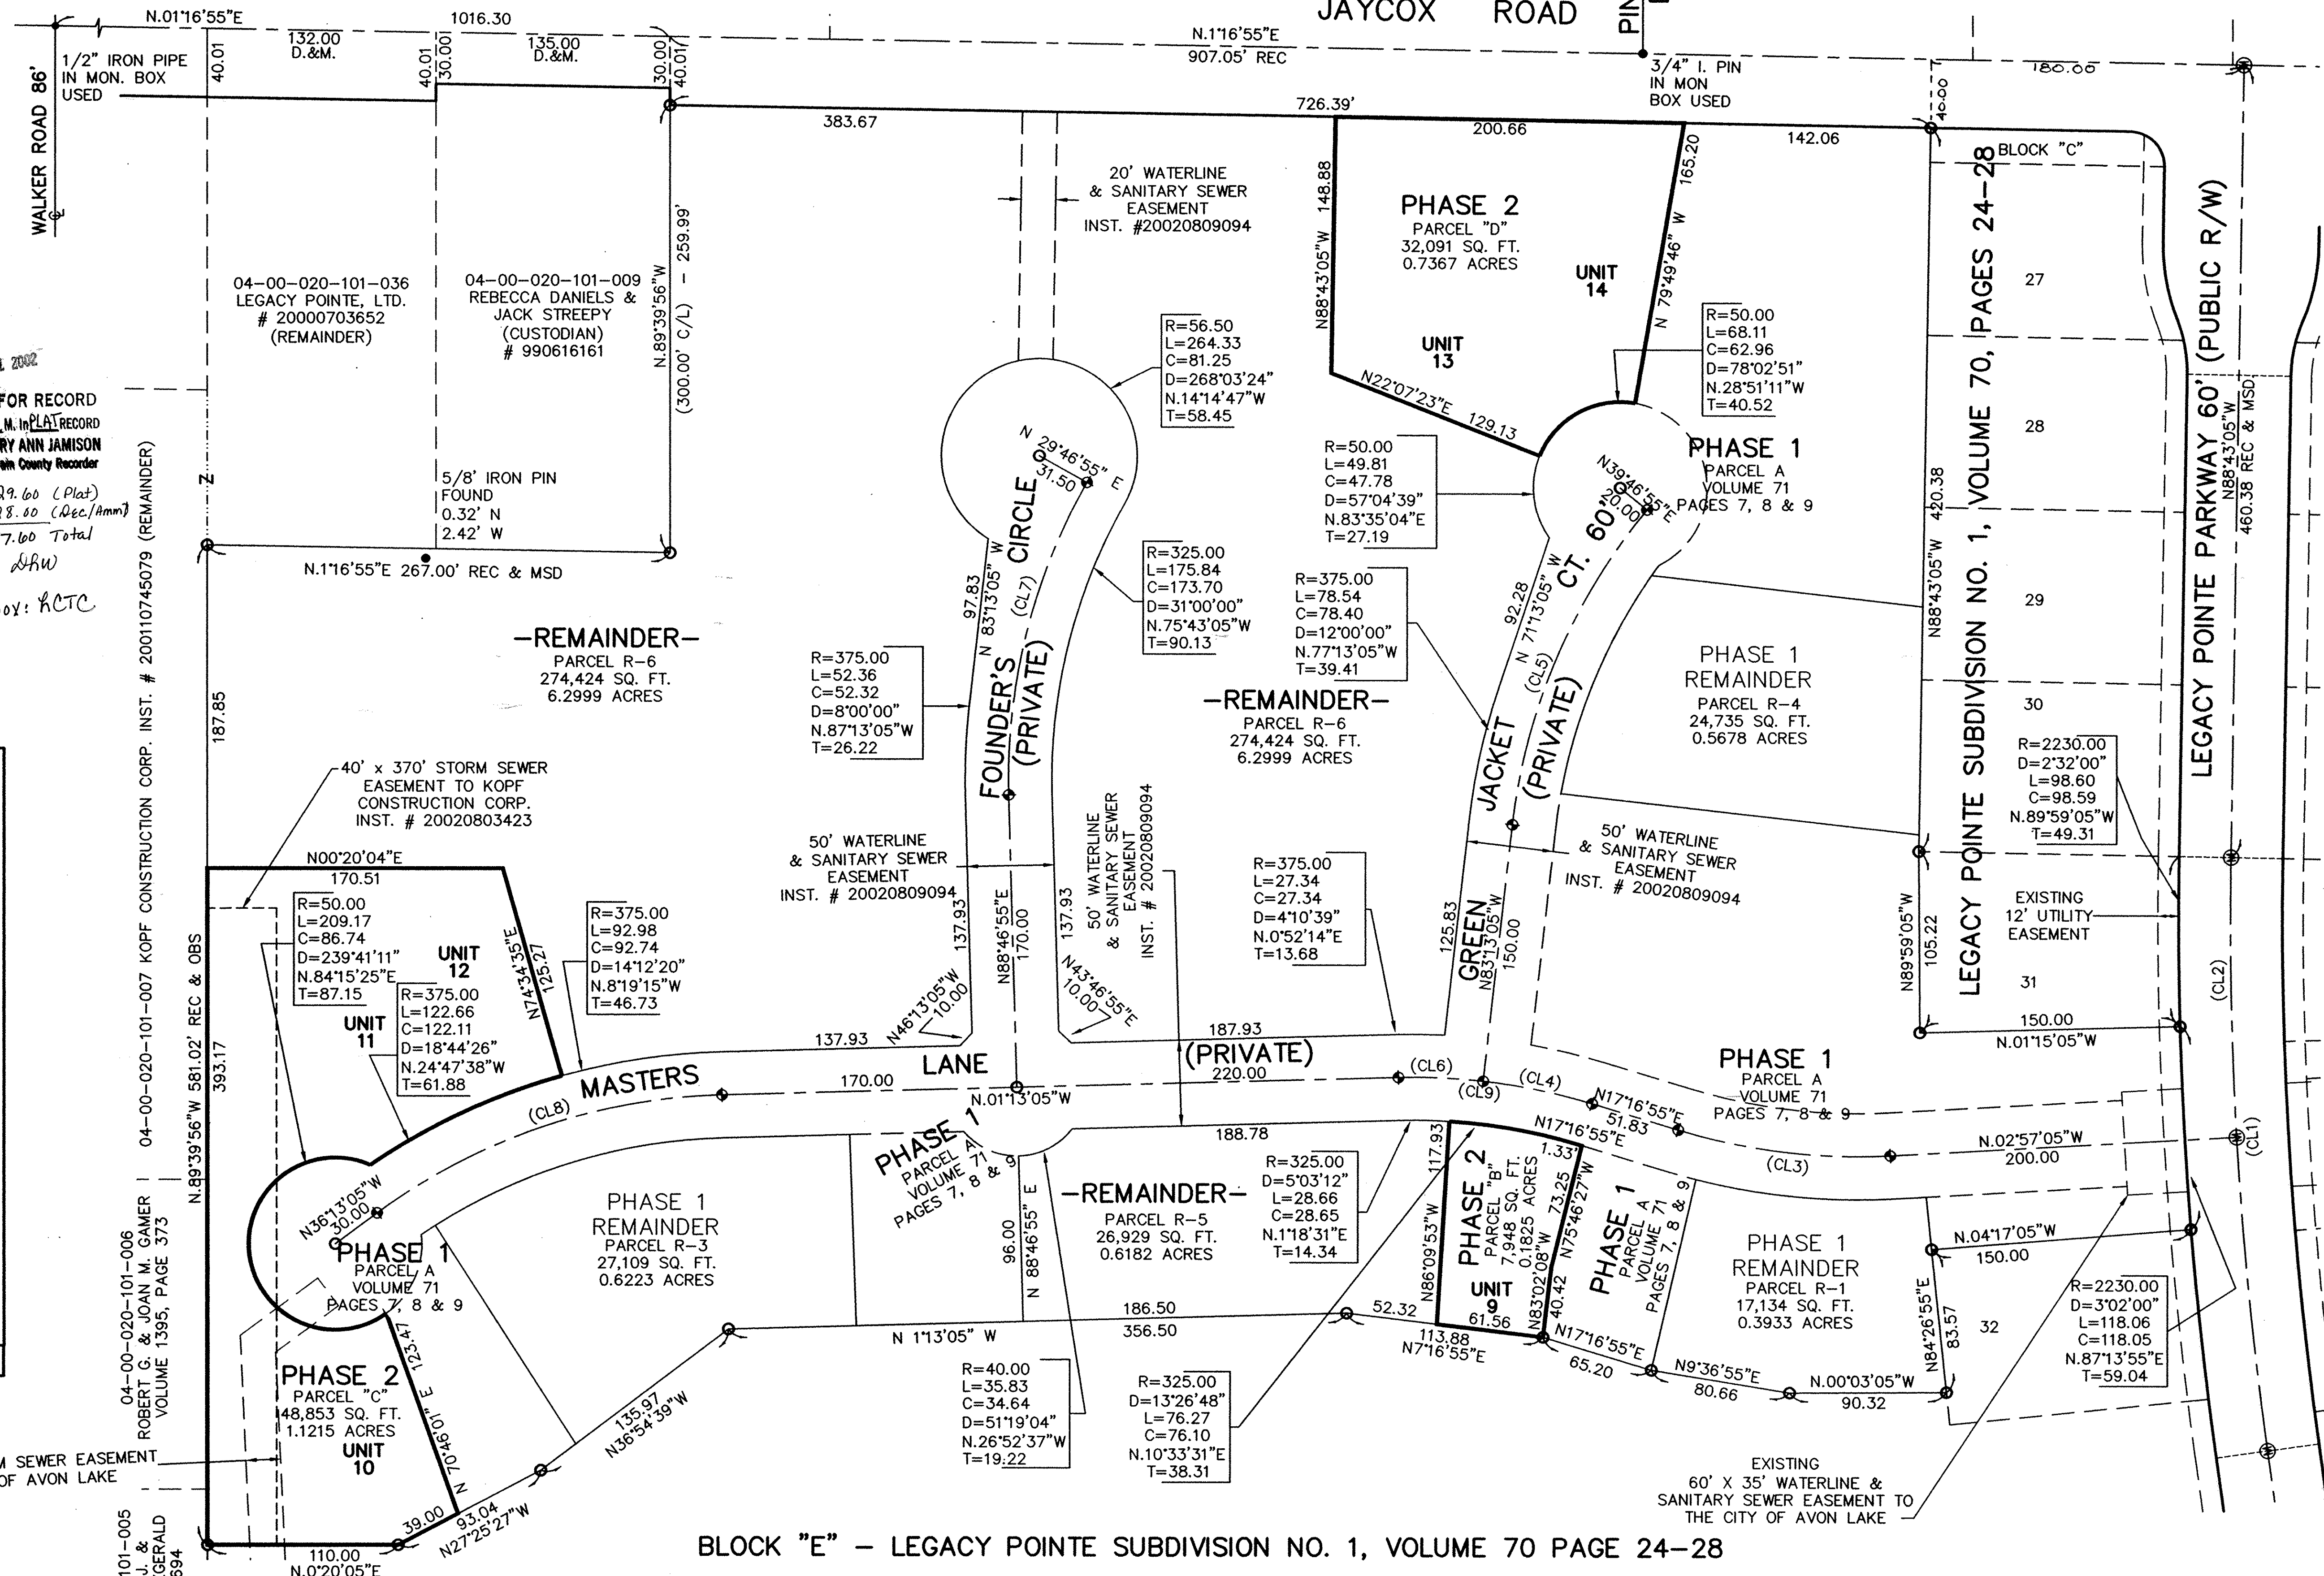 N.01°16'55"E
1016.30
JAYCOX ROAD
PIN
132.00
D.&M.
135.00
D.&M.
N.1°16'55"E
907.05' REC
1/2" IRON PIPE
IN MON. BOX
USED
WALKER ROAD 86'
40.01
40.01
30.00
30.00
40.01
3/4" I. PIN
IN MON
BOX USED
180.00
40.00
726.39'
383.67
200.66
142.06
BLOCK "C"
20' WATERLINE
& SANITARY SEWER
EASEMENT
INST. #20020809094
148.88
N88°43'05"W
165.20
N 79°49'46" W
PHASE 2
PARCEL "D"
32,091 SQ. FT.
0.7367 ACRES
UNIT
14
UNIT
13
04-00-020-101-036
LEGACY POINTE, LTD.
# 20000703652
(REMAINDER)
04-00-020-101-009
REBECCA DANIELS &
JACK STREEPY
(CUSTODIAN)
# 990616161
N.89°39'56"W
(300.00' C/L) - 259.99'
2002
FOR RECORD
M. In PLAT RECORD
RY ANN JAMISON
ain County Recorder
29.60 (Plat)
98.00 (Dec/Ammd)
7.60 Total
DRW
ox: LCTC
R=56.50
L=264.33
C=81.25
D=268°03'24"
N.14°14'47"W
T=58.45
R=50.00
L=68.11
C=62.96
D=78°02'51"
N.28°51'11"W
T=40.52
N22°07'23"E
129.13
R=50.00
L=49.81
C=47.78
D=57°04'39"
N.83°35'04"E
T=27.19
PHASE 1
PARCEL A
VOLUME 71
PAGES 7, 8 & 9
N39°46'55"E
20.00
N 29°46'55" E
31.50
5/8' IRON PIN
FOUND
0.32' N
2.42' W
N.1°16'55"E 267.00' REC & MSD
Z
LEGACY POINTE SUBDIVISION NO. 1, VOLUME 70, PAGES 24-28
27
28
29
30
31
32
LEGACY POINTE PARKWAY 60' (PUBLIC R/W)
N88°43'05"W
460.38 REC & MSD
420.38
N88°43'05"W
FOUNDER'S CIRCLE
(PRIVATE)
(CL7)
97.83
N 83°13'05" W
R=325.00
L=175.84
C=173.70
D=31°00'00"
N.75°43'05"W
T=90.13
R=375.00
L=78.54
C=78.40
D=12°00'00"
N.77°13'05"W
T=39.41
92.28
N 71°13'05" W
(CL5)
GREEN JACKET CT. 60'
(PRIVATE)
-REMAINDER-
PARCEL R-6
274,424 SQ. FT.
6.2999 ACRES
R=375.00
L=52.36
C=52.32
D=8°00'00"
N.87°13'05"W
T=26.22
-REMAINDER-
PARCEL R-6
274,424 SQ. FT.
6.2999 ACRES
PHASE 1
REMAINDER
PARCEL R-4
24,735 SQ. FT.
0.5678 ACRES
R=2230.00
D=2°32'00"
L=98.60
C=98.59
N.89°59'05"W
T=49.31
04-00-020-101-007 KOPF CONSTRUCTION CORP. INST. # 20011074507​9 (REMAINDER)
187.85
40' x 370' STORM SEWER
EASEMENT TO KOPF
CONSTRUCTION CORP.
INST. # 20020803423
50' WATERLINE
& SANITARY SEWER
EASEMENT
INST. # 20020809094
50' WATERLINE
& SANITARY SEWER
EASEMENT
INST. # 20020809094
50' WATERLINE
& SANITARY SEWER
EASEMENT
INST. # 20020809094
N00°20'04"E
170.51
R=50.00
L=209.17
C=86.74
D=239°41'11"
N.84°15'25"E
T=87.15
R=375.00
L=92.98
C=92.74
D=14°12'20"
N.8°19'15"W
T=46.73
R=375.00
L=27.34
C=27.34
D=4°10'39"
N.0°52'14"E
T=13.68
UNIT
12
N74°34'35"E
125.27
UNIT
11
R=375.00
L=122.66
C=122.11
D=18°44'26"
N.24°47'38"W
T=61.88
N.89°39'56"W 581.02' REC & OBS
393.17
137.93
N88°46'55"E
170.00
137.93
N46°13'05"W
10.00
N43°46'55"E
10.00
125.83
N83°13'05"W
150.00
N89°59'05"W
105.22
EXISTING
12' UTILITY
EASEMENT
(CL2)
150.00
N.01°15'05"W
137.93
187.93
MASTERS LANE (PRIVATE)
170.00
220.00
N.01°13'05"W
(CL8)
(CL6)
(CL9)
(CL4)
N17°16'55"E
51.83
PHASE 1
PARCEL A
VOLUME 71
PAGES 7, 8 & 9
N.02°57'05"W
200.00
(CL3)
(CL1)
N36°13'05"W
30.00
PHASE 1
PARCEL A
VOLUME 71
PAGES 7, 8 & 9
PHASE 1
REMAINDER
PARCEL R-3
27,109 SQ. FT.
0.6223 ACRES
PHASE 1
PARCEL A
VOLUME 71
PAGES 7, 8 & 9
188.78
96.00
N 88°46'55" E
-REMAINDER-
PARCEL R-5
26,929 SQ. FT.
0.6182 ACRES
R=325.00
D=5°03'12"
L=28.66
C=28.65
N.1°18'31"E
T=14.34
117.93
N86°09'53"W
PHASE 2
PARCEL "B"
7,948 SQ. FT.
0.1825 ACRES
UNIT
9
N17°16'55"E
1.33'
73.25
N75°46'27"W
N83°02'08"W
40.42
PHASE 1
PARCEL A
VOLUME 71
PAGES 7, 8 & 9
PHASE 1
REMAINDER
PARCEL R-1
17,134 SQ. FT.
0.3933 ACRES
N.04°17'05"W
150.00
N84°26'55"E
83.57
R=2230.00
D=3°02'00"
L=118.06
C=118.05
N.87°13'55"E
T=59.04
04-00-020-101-006
ROBERT G. & JOAN M. GAMER
VOLUME 1395, PAGE 373
123.47
N 70°46'01" E
PHASE 2
PARCEL "C"
48,853 SQ. FT.
1.1215 ACRES
UNIT
10
186.50
N 1°13'05" W
356.50
52.32
61.56
113.88
N7°16'55"E
N17°16'55"E
65.20
N9°36'55"E
80.66
N.00°03'05"W
90.32
135.97
N36°54'39"W
R=40.00
L=35.83
C=34.64
D=51°19'04"
N.26°52'37"W
T=19.22
R=325.00
D=13°26'48"
L=76.27
C=76.10
N.10°33'31"E
T=38.31
M SEWER EASEMENT
OF AVON LAKE
EXISTING
60' X 35' WATERLINE &
SANITARY SEWER EASEMENT TO
THE CITY OF AVON LAKE
39.00
93.04
N27°25'27"W
110.00
N.0°20'05"E
101-005
J. &
ZGERALD
694
BLOCK "E" - LEGACY POINTE SUBDIVISION NO. 1, VOLUME 70 PAGE 24-28